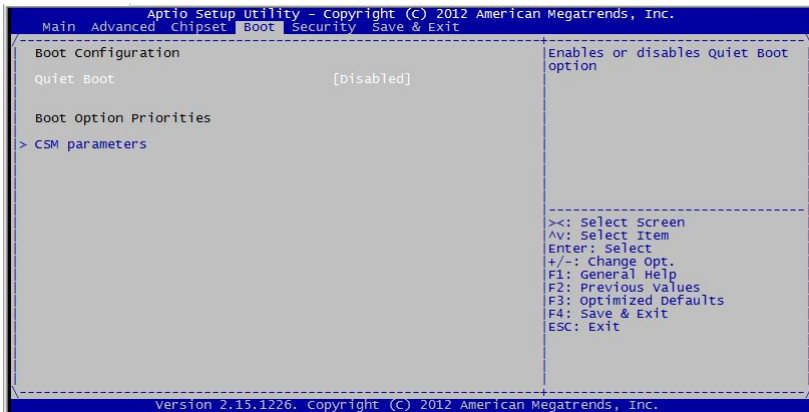 Aptio Setup Utility - Copyright (C) 2012 American Megatrends, Inc.
Main Advanced Chipset Boot Security Save & Exit
Boot Configuration
Quiet Boot [Disabled]
Boot Option Priorities
> CSM parameters
Enables or disables Quiet Boot
option
><: Select Screen
^v: Select Item
Enter: Select
+/-: Change Opt.
F1: General Help
F2: Previous Values
F3: Optimized Defaults
F4: Save & Exit
ESC: Exit
Version 2.15.1226. Copyright (C) 2012 American Megatrends, Inc.